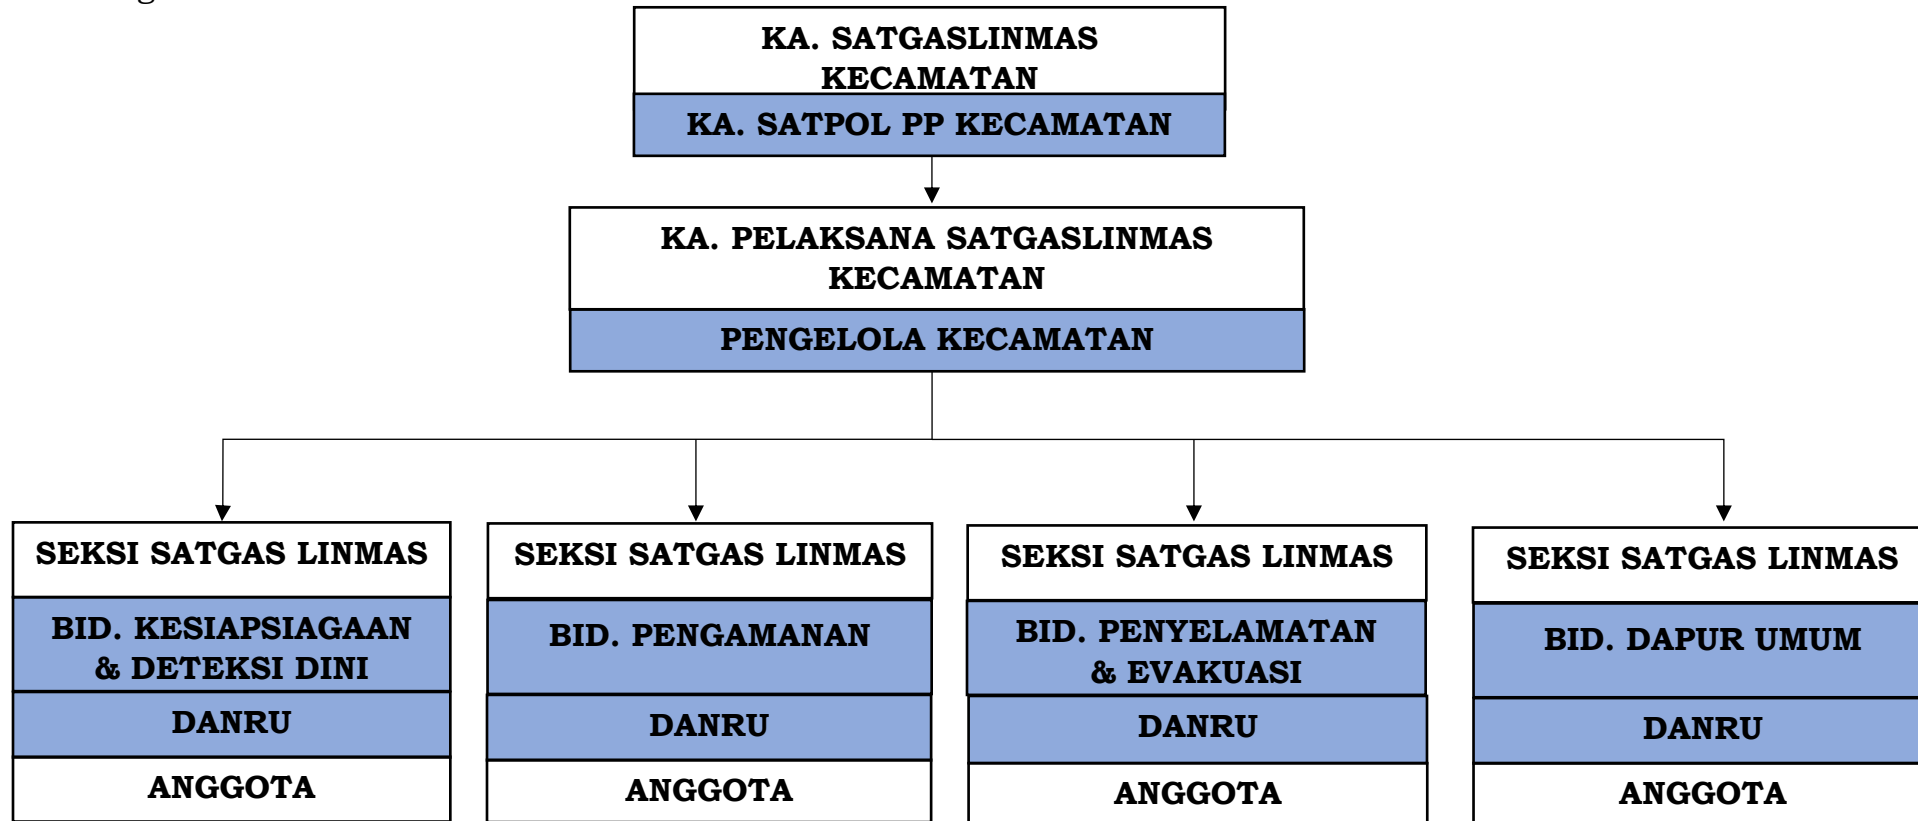 KA. SATGASLINMAS
KECAMATAN
KA. SATPOL PP KECAMATAN
KA. PELAKSANA SATGASLINMAS
KECAMATAN
PENGELOLA KECAMATAN
SEKSI SATGAS LINMAS
BID. KESIAPSIAGAAN
& DETEKSI DINI
DANRU
ANGGOTA
SEKSI SATGAS LINMAS
BID. PENGAMANAN
DANRU
ANGGOTA
SEKSI SATGAS LINMAS
BID. PENYELAMATAN
& EVAKUASI
DANRU
ANGGOTA
SEKSI SATGAS LINMAS
BID. DAPUR UMUM
DANRU
ANGGOTA